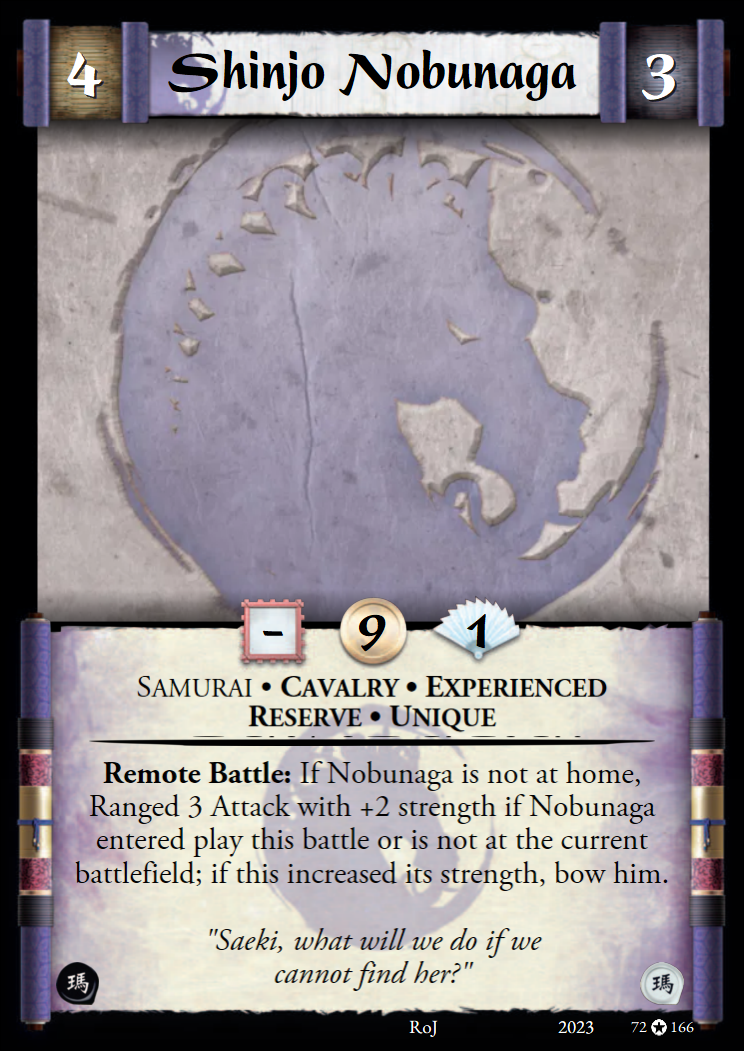 4
Shinjo Nobunaga
3
-
9
1
SAMURAI • CAVALRY • EXPERIENCED
RESERVE • UNIQUE
Remote Battle: If Nobunaga is not at home,
Ranged 3 Attack with +2 strength if Nobunaga
entered play this battle or is not at the current
battlefield; if this increased its strength, bow him.
"Saeki, what will we do if we
cannot find her?"
瑪
瑪
RoJ 2023 72 ✪ 166